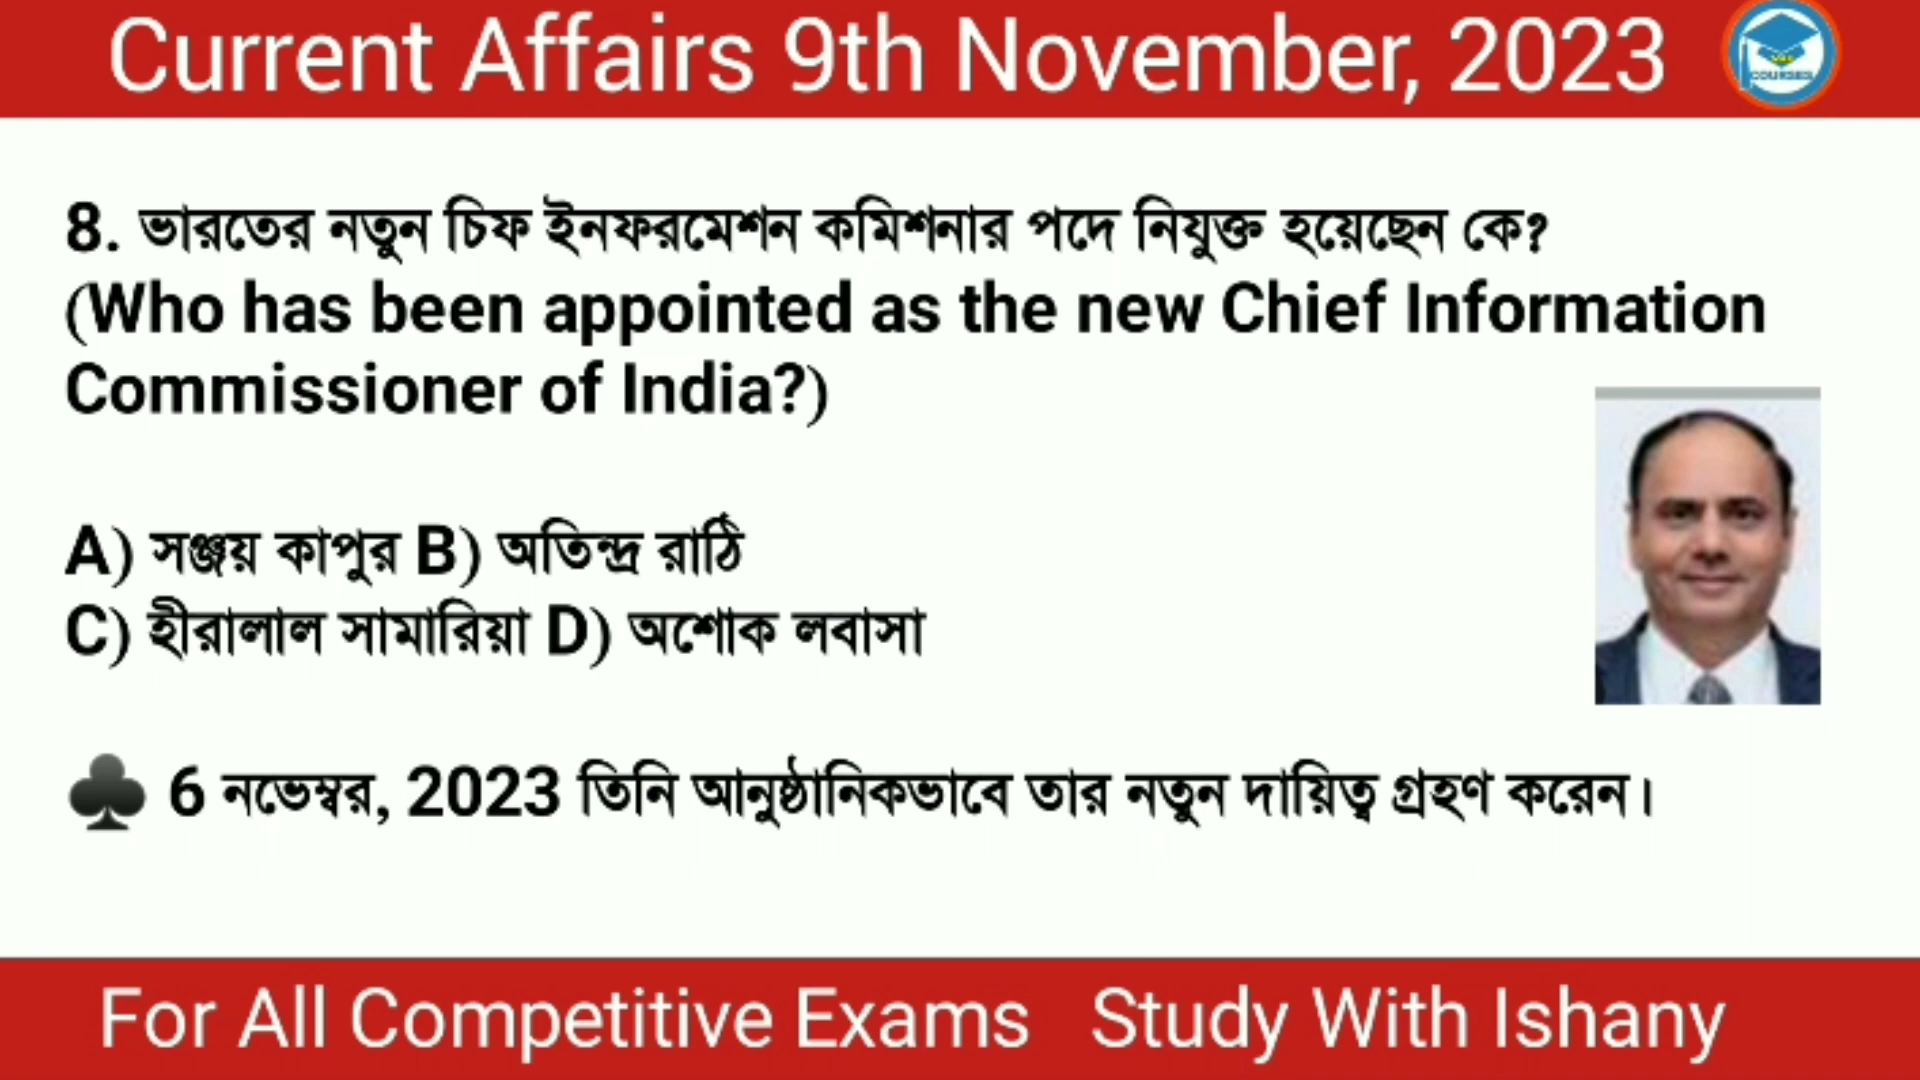 Current Affairs 9th November, 2023
COURSES
8. ভারতের নতুন চিফ ইনফরমেশন কমিশনার পদে নিযুক্ত হয়েছেন কে?
(Who has been appointed as the new Chief Information
Commissioner of India?)
A) সঞ্জয় কাপুর B) অতিন্দ্র রাঠি
C) হীরালাল সামারিয়া D) অশোক লবাসা
♣ 6 নভেম্বর, 2023 তিনি আনুষ্ঠানিকভাবে তার নতুন দায়িত্ব গ্রহণ করেন।
For All Competitive Exams Study With Ishany